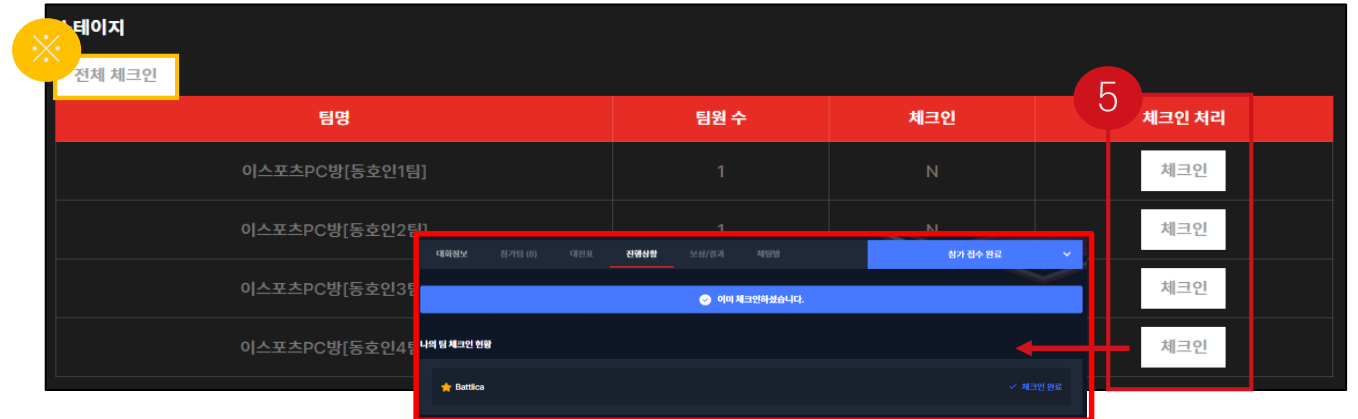 테이지
※
전체 체크인
5
팀명 팀원 수 체크인 체크인 처리
이스포츠PC방[동호인1팀] 1 N 체크인
이스포츠PC방[동호인2팀] 1 N 체크인
대회정보 참가팀 (8) 대진표 진행상황 보상/결과 채팅방 참가 접수 완료
이스포츠PC방[동호인3팀 체크인
이미 체크인하셨습니다.
이스포츠PC방[동호인4팀 체크인
나의 팀 체크인 현황
Battlica 체크인 완료